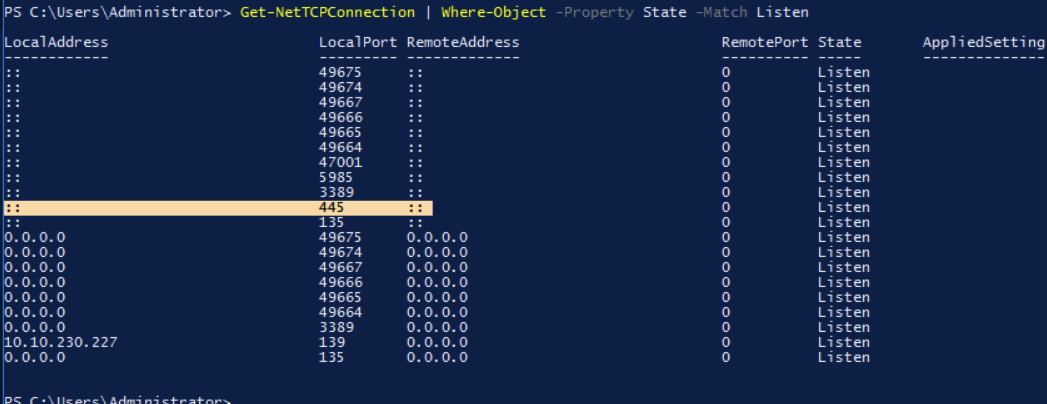 PS C:\Users\Administrator> Get-NetTCPConnection | Where-Object -Property State -Match Listen
LocalAddress LocalPort RemoteAddress RemotePort State AppliedSetting
------------ --------- ------------- ---------- ----- --------------
:: 49675 :: 0 Listen
:: 49674 :: 0 Listen
:: 49667 :: 0 Listen
:: 49666 :: 0 Listen
:: 49665 :: 0 Listen
:: 49664 :: 0 Listen
:: 47001 :: 0 Listen
:: 5985 :: 0 Listen
:: 3389 :: 0 Listen
:: 445 :: 0 Listen
:: 135 :: 0 Listen
0.0.0.0 49675 0.0.0.0 0 Listen
0.0.0.0 49674 0.0.0.0 0 Listen
0.0.0.0 49667 0.0.0.0 0 Listen
0.0.0.0 49666 0.0.0.0 0 Listen
0.0.0.0 49665 0.0.0.0 0 Listen
0.0.0.0 49664 0.0.0.0 0 Listen
0.0.0.0 3389 0.0.0.0 0 Listen
10.10.230.227 139 0.0.0.0 0 Listen
0.0.0.0 135 0.0.0.0 0 Listen
PS C:\Users\Administrator>